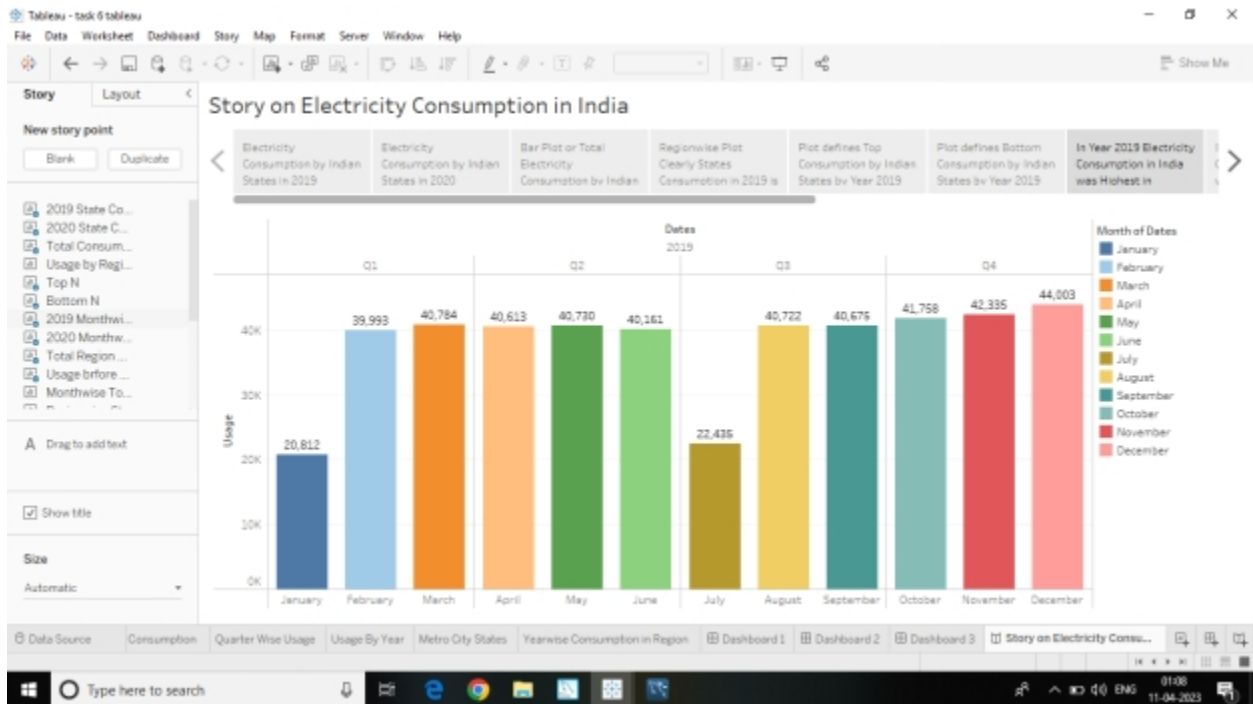 Tableau - task 6 tableau
File Data Worksheet Dashboard Story Map Format Server Window Help
Show Me
Story Layout
New story point
Blank Duplicate
2019 State Co...
2020 State C...
Total Consum...
Usage by Regi...
Top N
Bottom N
2019 Monthwi...
2020 Monthw...
Total Region ...
Usage brfore ...
Monthwise To...
A Drag to add text
Show title
Size
Automatic
Story on Electricity Consumption in India
Electricity
Consumption by Indian
States in 2019
Electricity
Consumption by Indian
States in 2020
Bar Plot or Total
Electricity
Consumption by Indian
Regionwise Plot
Clearly States
Consumption in 2019 is
Plot defines Top
Consumption by Indian
States by Year 2019
Plot defines Bottom
Consumption by Indian
States by Year 2019
In Year 2019 Electricity
Consumption in India
was Highest in
Dates
2019
Q1 Q2 Q3 Q4
Usage
40K
30K
20K
10K
0K
20,812 39,993 40,784 40,613 40,730 40,161 22,435 40,722 40,675 41,758 42,335 44,003
January February March April May June July August September October November December
Month of Dates
January
February
March
April
May
June
July
August
September
October
November
December
Data Source Consumption Quarter Wise Usage Usage By Year Metro City States Yearwise Consumption in Region Dashboard 1 Dashboard 2 Dashboard 3 Story on Electricity Consu...
Type here to search
ENG
01:08
11-04-2023
1